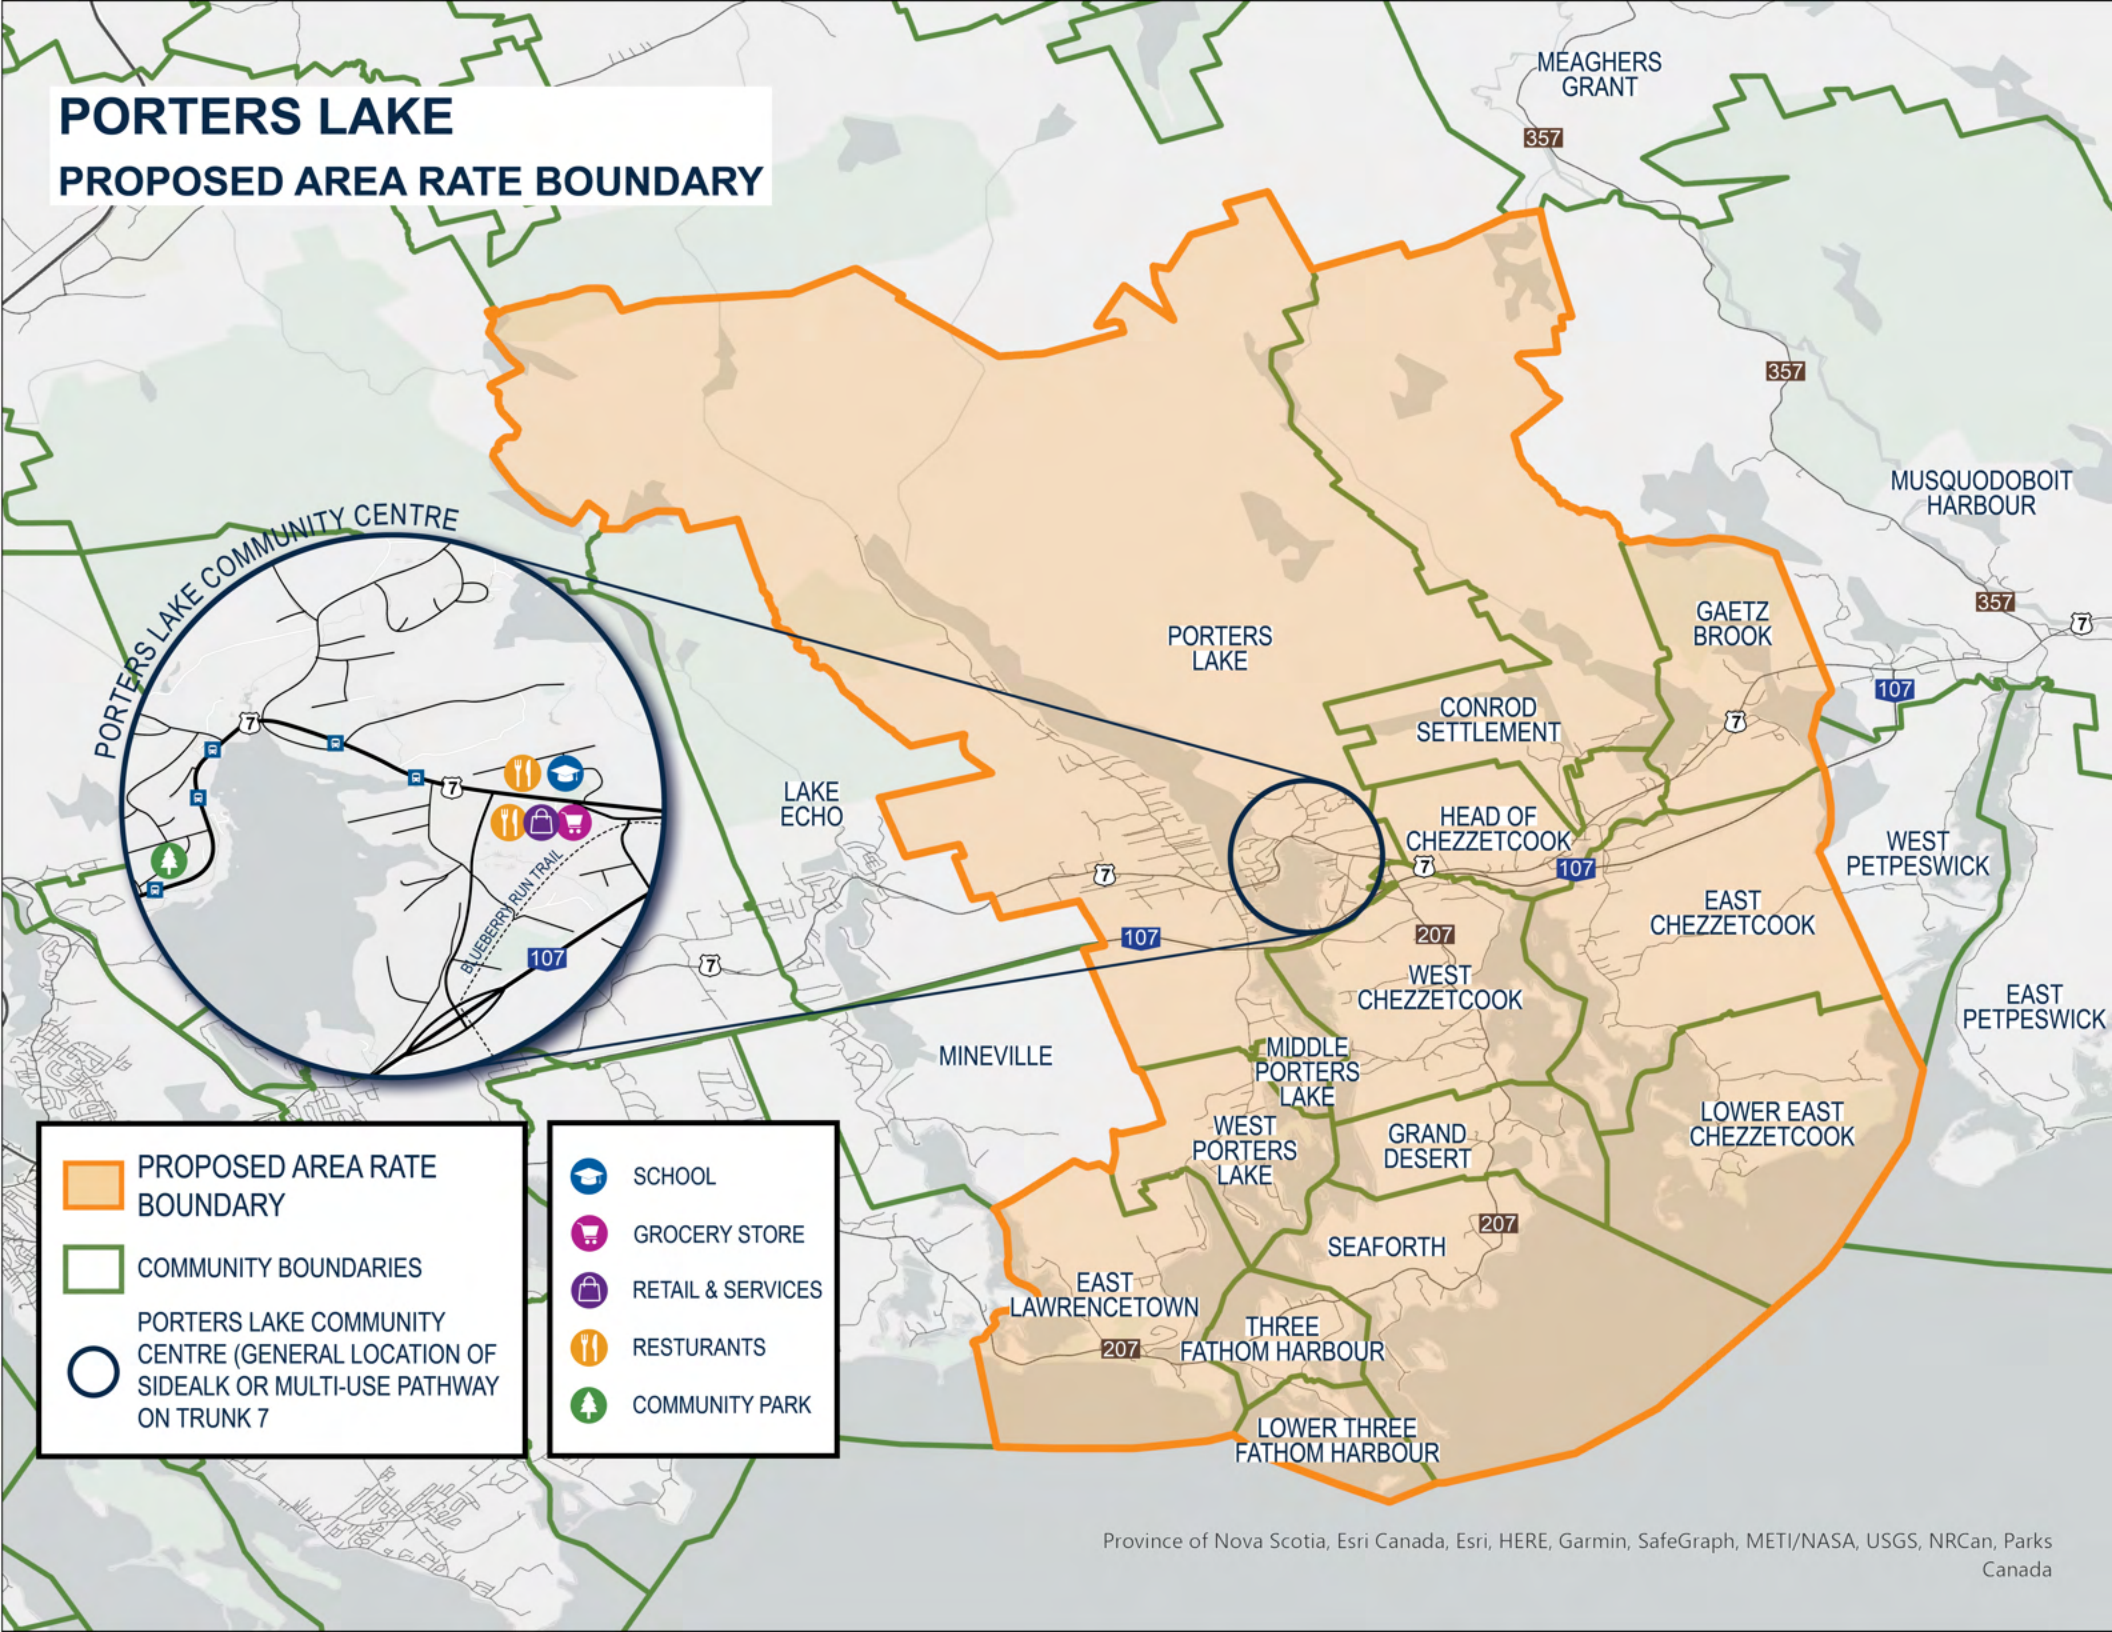 PORTERS LAKE
PROPOSED AREA RATE BOUNDARY
MEAGHERS
GRANT
357
357
MUSQUODOBOIT
HARBOUR
357
7
107
PORTERS LAKE COMMUNITY CENTRE
7
7
BLUEBERRY RUN TRAIL
107
PORTERS
LAKE
GAETZ
BROOK
7
CONROD
SETTLEMENT
LAKE
ECHO
HEAD OF
CHEZZETCOOK
7
7
107
WEST
PETPESWICK
EAST
CHEZZETCOOK
107
207
7
WEST
CHEZZETCOOK
EAST
PETPESWICK
MINEVILLE
MIDDLE
PORTERS
LAKE
LOWER EAST
CHEZZETCOOK
WEST
PORTERS
LAKE
GRAND
DESERT
207
SEAFORTH
EAST
LAWRENCETOWN
207
THREE
FATHOM HARBOUR
LOWER THREE
FATHOM HARBOUR
PROPOSED AREA RATE
BOUNDARY
COMMUNITY BOUNDARIES
PORTERS LAKE COMMUNITY
CENTRE (GENERAL LOCATION OF
SIDEALK OR MULTI-USE PATHWAY
ON TRUNK 7
SCHOOL
GROCERY STORE
RETAIL & SERVICES
RESTURANTS
COMMUNITY PARK
Province of Nova Scotia, Esri Canada, Esri, HERE, Garmin, SafeGraph, METI/NASA, USGS, NRCan, Parks
Canada